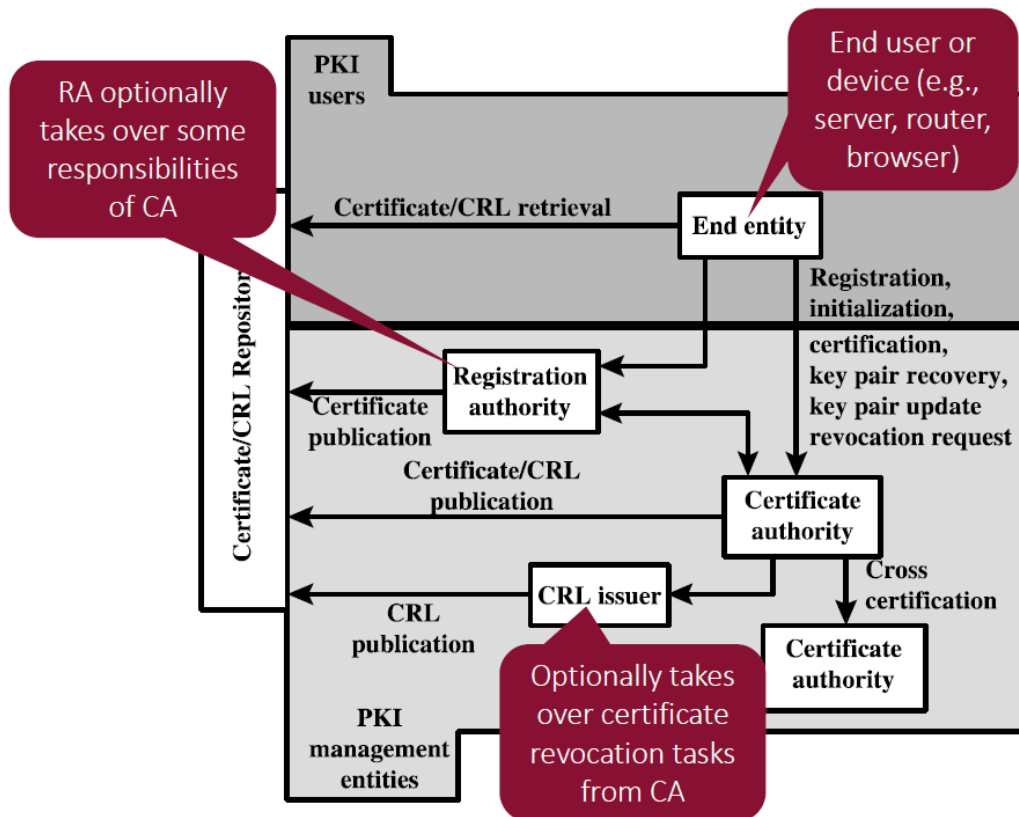 PKI
users
RA optionally
takes over some
responsibilities
of CA
End user or
device (e.g.,
server, router,
browser)
Certificate/CRL retrieval
End entity
Registration,
initialization,
certification,
key pair recovery,
key pair update
revocation request
Certificate/CRL Repository
Registration
authority
Certificate
publication
Certificate/CRL
publication
Certificate
authority
CRL issuer
CRL
publication
Cross
certification
Certificate
authority
Optionally takes
over certificate
revocation tasks
from CA
PKI
management
entities